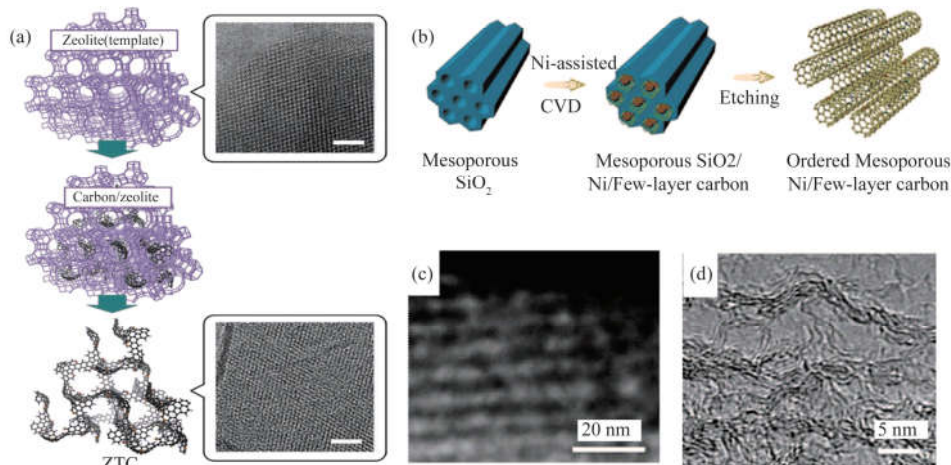 (a)
Zeolite(template)
Carbon/zeolite
ZTC
(b)
Ni-assisted
CVD
Etching
Mesoporous
SiO2
Mesoporous SiO2/
Ni/Few-layer carbon
Ordered Mesoporous
Ni/Few-layer carbon
(c)
20 nm
(d)
5 nm